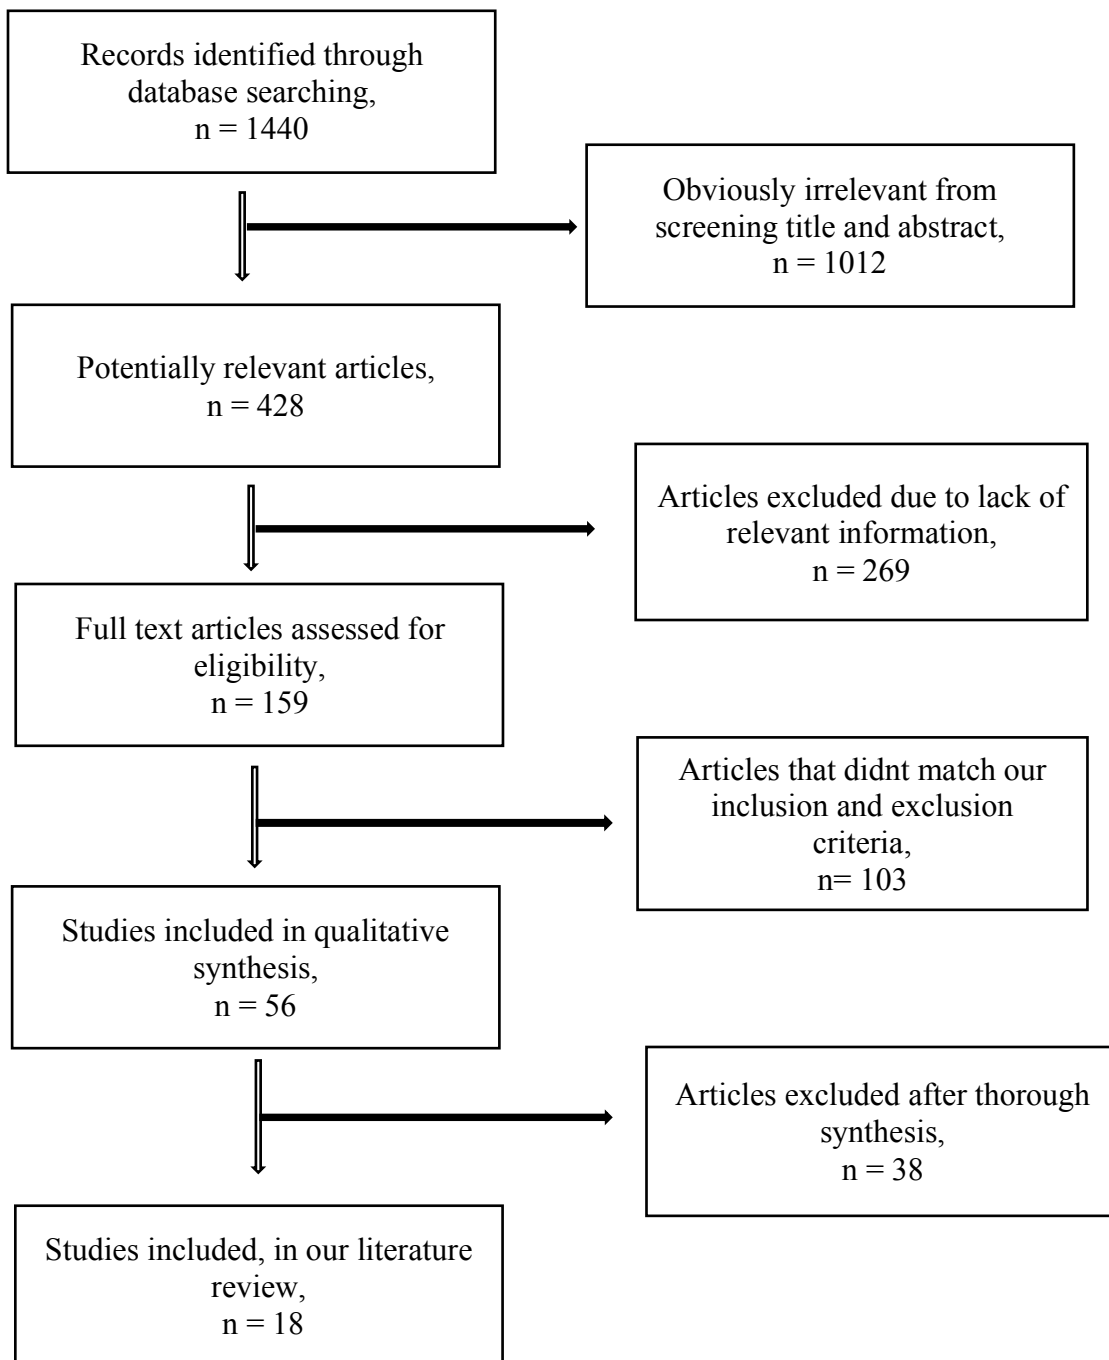 Records identified through
database searching,
n = 1440
Obviously irrelevant from
screening title and abstract,
n = 1012
Potentially relevant articles,
n = 428
Articles excluded due to lack of
relevant information,
n = 269
Full text articles assessed for
eligibility,
n = 159
Articles that didnt match our
inclusion and exclusion
criteria,
n= 103
Studies included in qualitative
synthesis,
n = 56
Articles excluded after thorough
synthesis,
n = 38
Studies included, in our literature
review,
n = 18